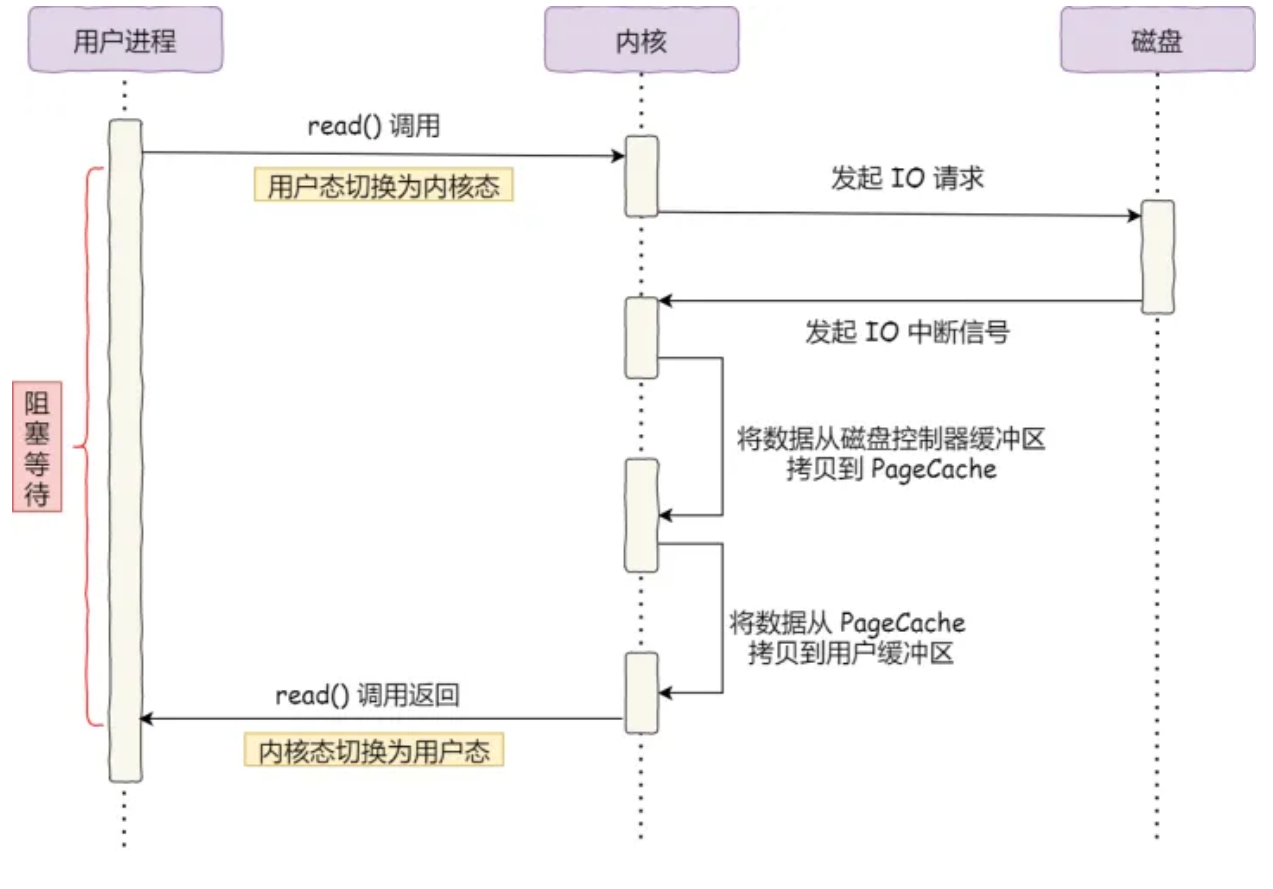 用户进程
内核
磁盘
read() 调用
用户态切换为内核态
发起 IO 请求
发起 IO 中断信号
阻
塞
等
待
将数据从磁盘控制器缓冲区
拷贝到 PageCache
将数据从 PageCache
拷贝到用户缓冲区
read() 调用返回
内核态切换为用户态